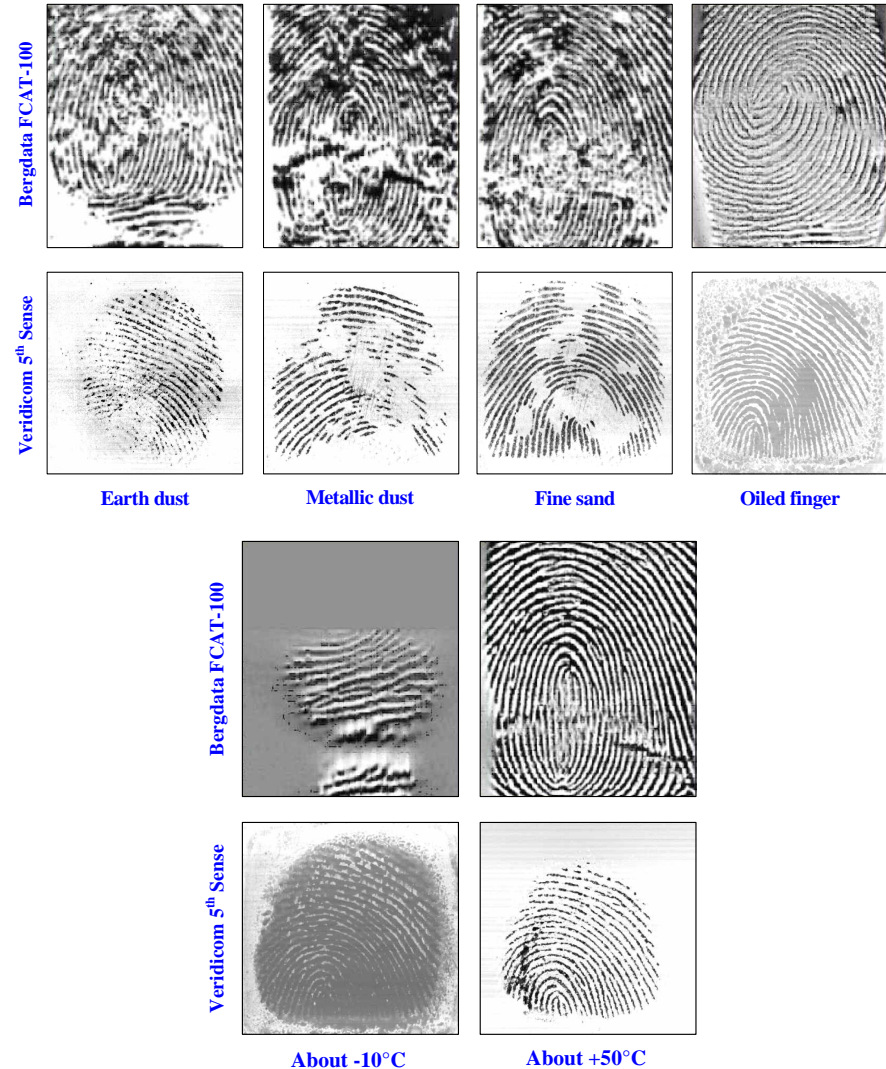 Bergdata FCAT-100
Veridicom 5th Sense
Earth dust
Metallic dust
Fine sand
Oiled finger
Bergdata FCAT-100
Veridicom 5th Sense
About -10°C
About +50°C